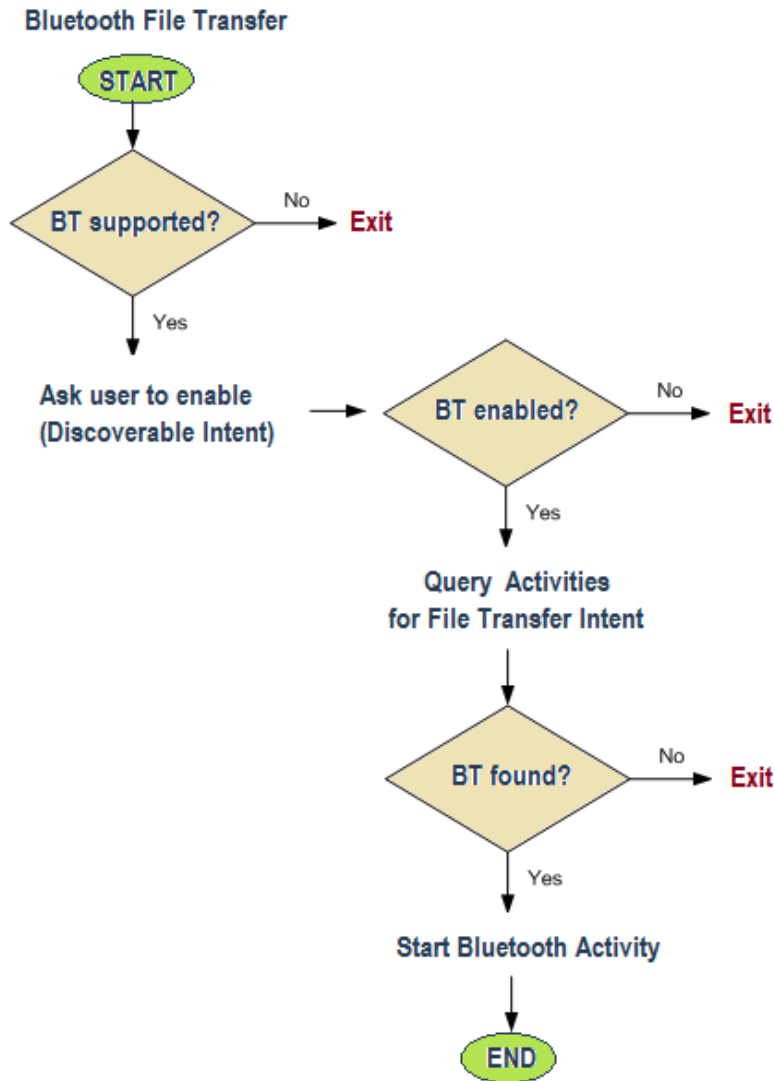 Bluetooth File Transfer
START
BT supported?
No
Exit
Yes
Ask user to enable
(Discoverable Intent)
BT enabled?
No
Exit
Yes
Query Activities
for File Transfer Intent
BT found?
No
Exit
Yes
Start Bluetooth Activity
END